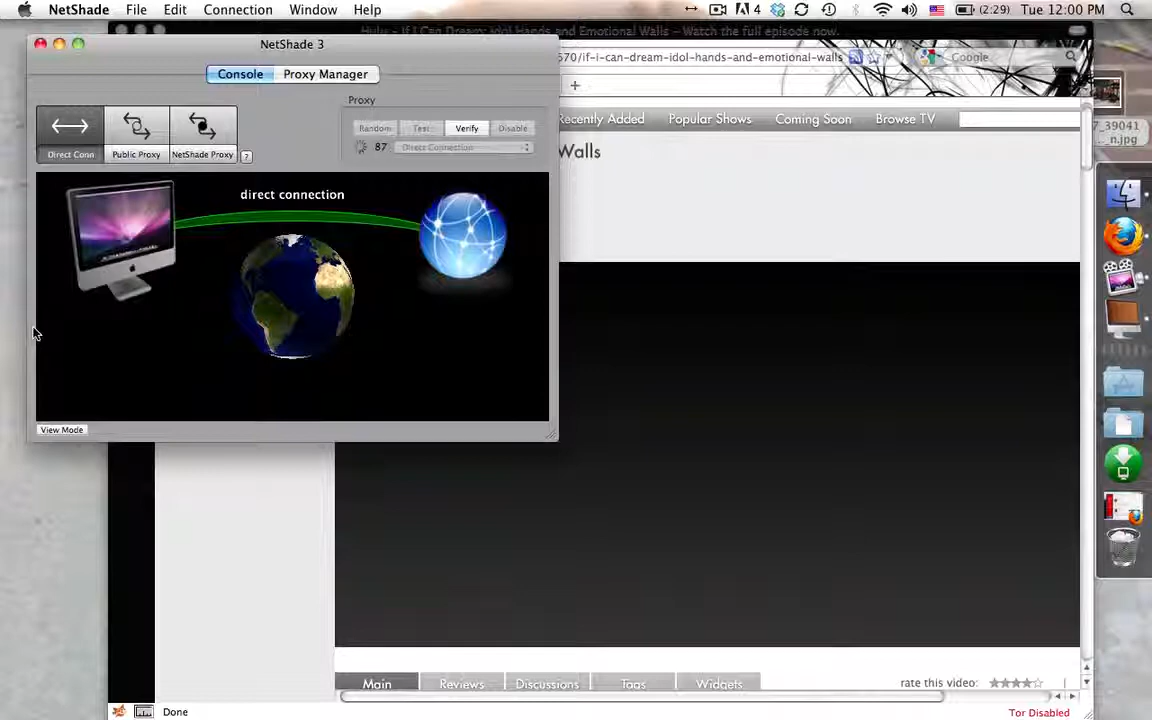 NetShade File Edit Connection Window Help
4 (2:29) Tue 12:00 PM
Hulu – If I Can Dream: Idol Hands and Emotional Walls – Watch the full episode now.
NetShade 3
570/if-i-can-dream-idol-hands-and-emotional-walls
Google
Console Proxy Manager
Proxy
Random Test Verify Disable
87 Direct Connection
Direct Conn Public Proxy NetShade Proxy ?
Recently Added Popular Shows Coming Soon Browse TV
Walls
7_39041
_n.jpg
direct connection
View Mode
Main Reviews Discussions Tags Widgets
rate this video:
Done
Tor Disabled